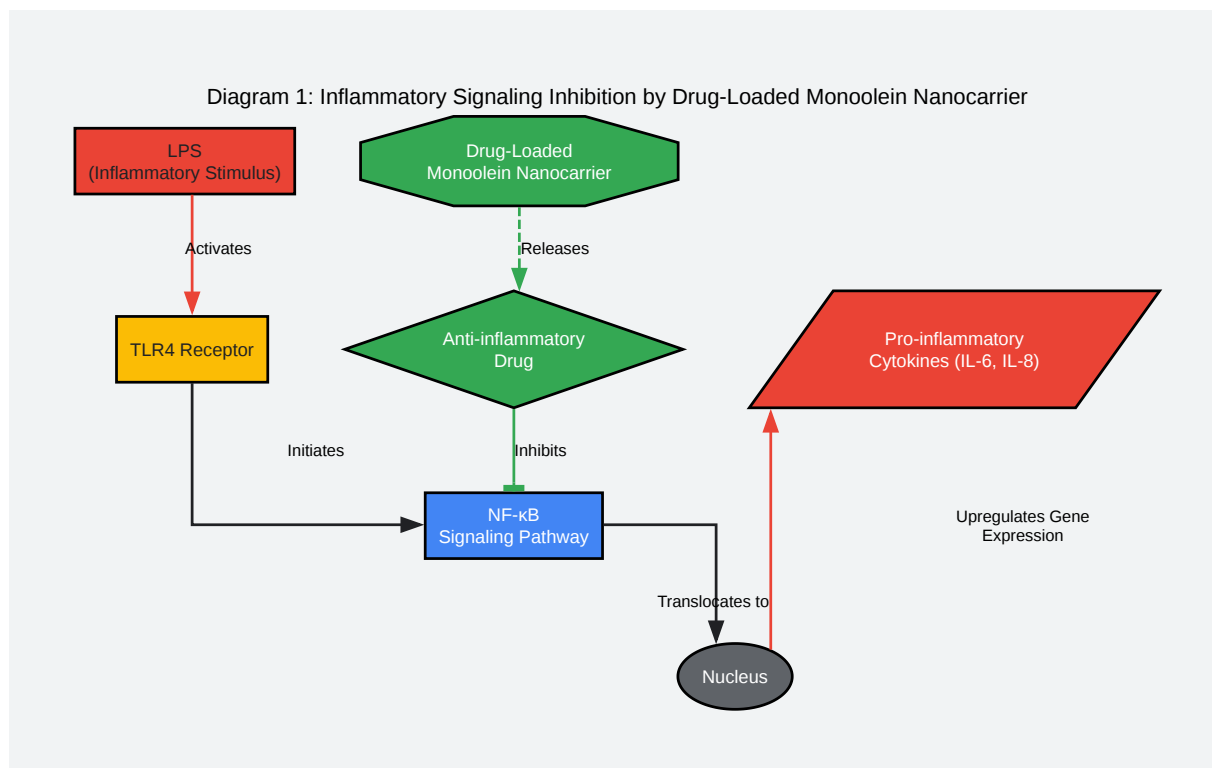 Diagram 1: Inflammatory Signaling Inhibition by Drug-Loaded Monoolein Nanocarrier
LPS
(Inflammatory Stimulus)
Drug-Loaded
Monoolein Nanocarrier
Activates
Releases
TLR4 Receptor
Anti-inflammatory
Drug
Pro-inflammatory
Cytokines (IL-6, IL-8)
Initiates
Inhibits
NF-κB
Signaling Pathway
Upregulates Gene
Expression
Translocates to
Nucleus